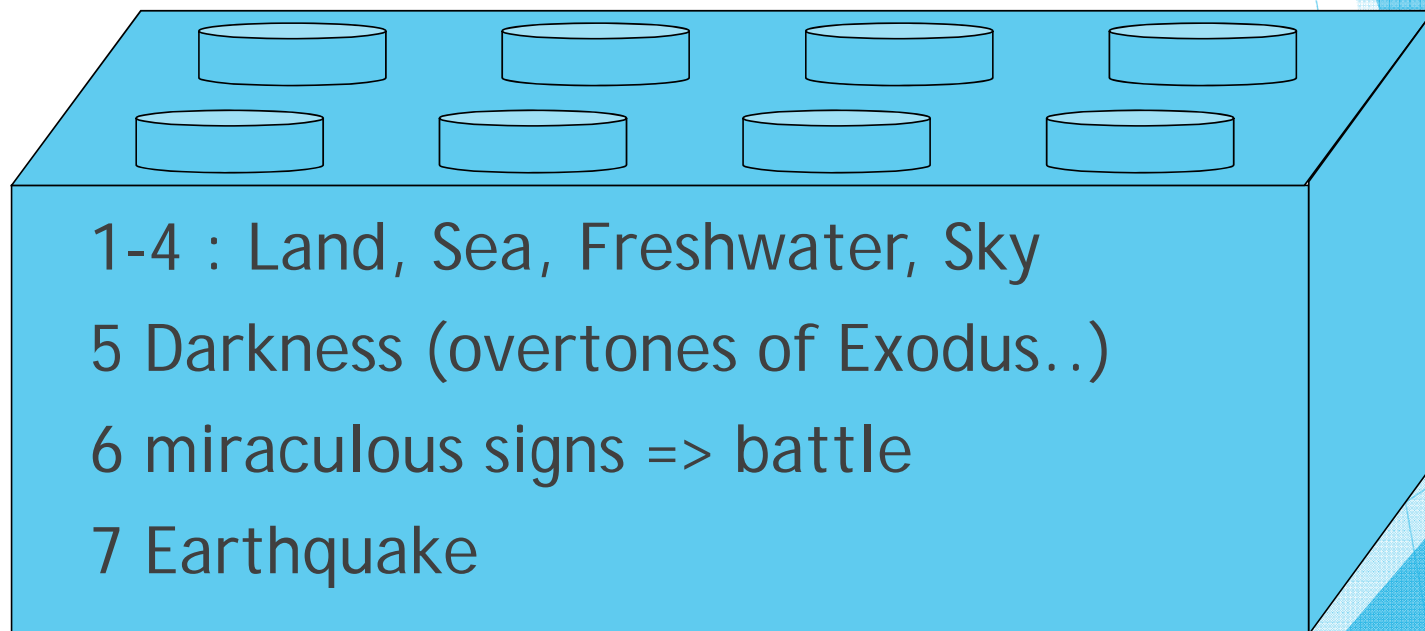 1-4 : Land, Sea, Freshwater, Sky
5 Darkness (overtones of Exodus..)
6 miraculous signs => battle
7 Earthquake